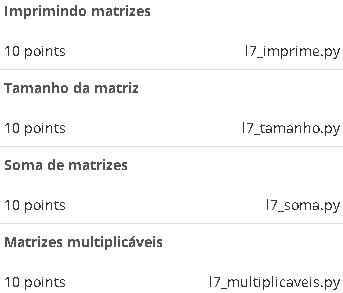 Imprimindo matrizes
10 points l7_imprime.py
Tamanho da matriz
10 points l7_tamanho.py
Soma de matrizes
10 points l7_soma.py
Matrizes multiplicáveis
10 points l7_multiplicaveis.py